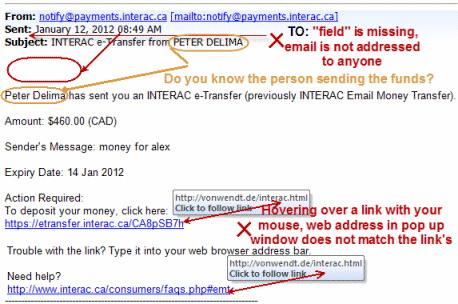 From: notify@payments.interac.ca [mailto:notify@payments.interac.ca]
Sent: January 12, 2012 08:49 AM
Subject: INTERAC e-Transfer from PETER DELIMA
TO: "field" is missing,
email is not addressed
to anyone
Do you know the person sending the funds?
Peter Delima has sent you an INTERAC e-Transfer (previously INTERAC Email Money Transfer).
Amount: $460.00 (CAD)
Sender's Message: money for alex
Expiry Date: 14 Jan 2012
Action Required:
To deposit your money, click here:
https://etransfer.interac.ca/CA8pSB7h
http://vonwendt.de/interac.html
Click to follow link
Hovering over a link with your
mouse, web address in pop up
window does not match the link's
Trouble with the link? Type it into your web browser address bar.
Need help?
http://www.interac.ca/consumers/faqs.php#emt
http://vonwendt.de/interac.html
Click to follow link